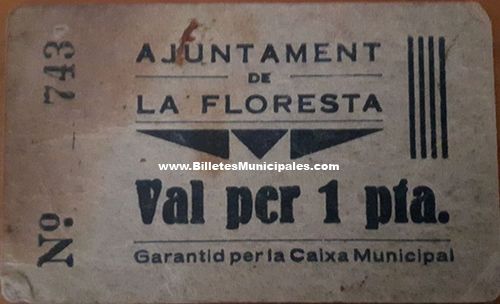 Nº. 743
AJUNTAMENT
DE
LA FLORESTA
www.BilletesMunicipales.com
Val per 1 pta.
Garantid per la Caixa Municipal